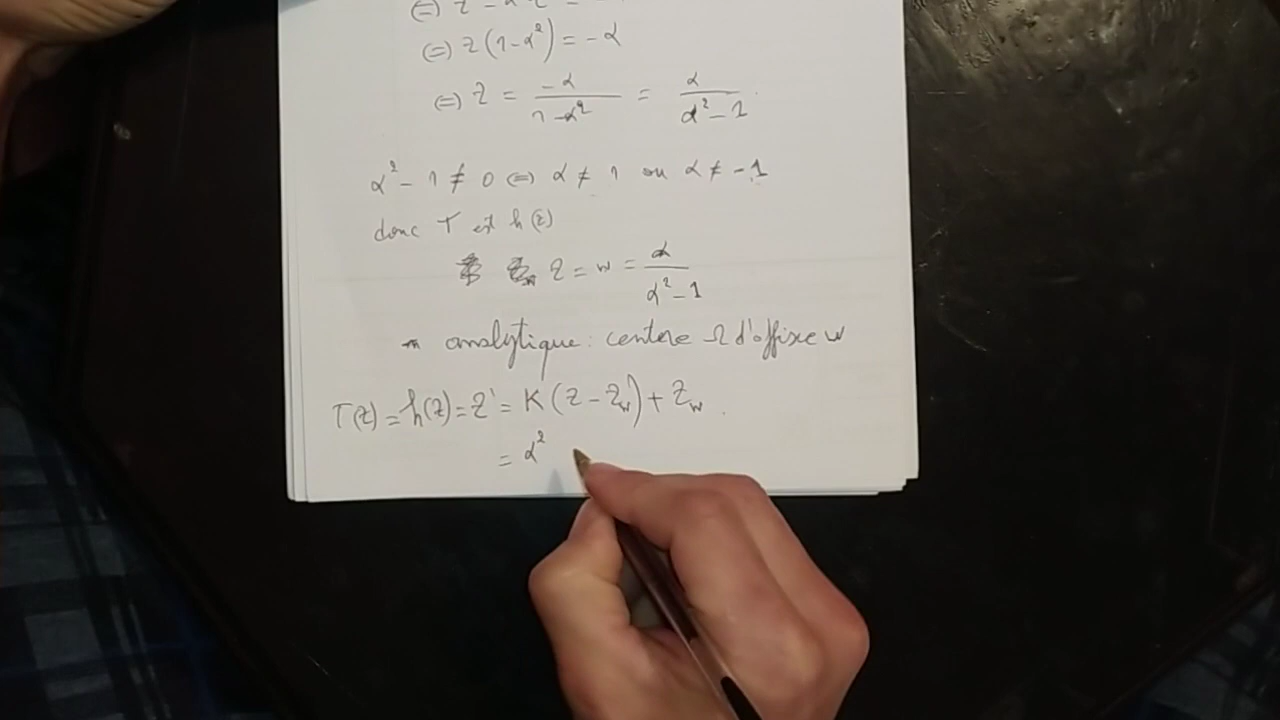 (=) z(1-α²) = -α
(=) z = -α/(1-α²) = α/(α²-1).
α² - 1 ≠ 0 (=) α ≠ 1 ou α ≠ -1
donc T est h(z)
z = w = α/(α²-1)
analytique : centere Ω d'affixe w
T(z) = h(z) = z' = K(z - z_w) + z_w.
= α²